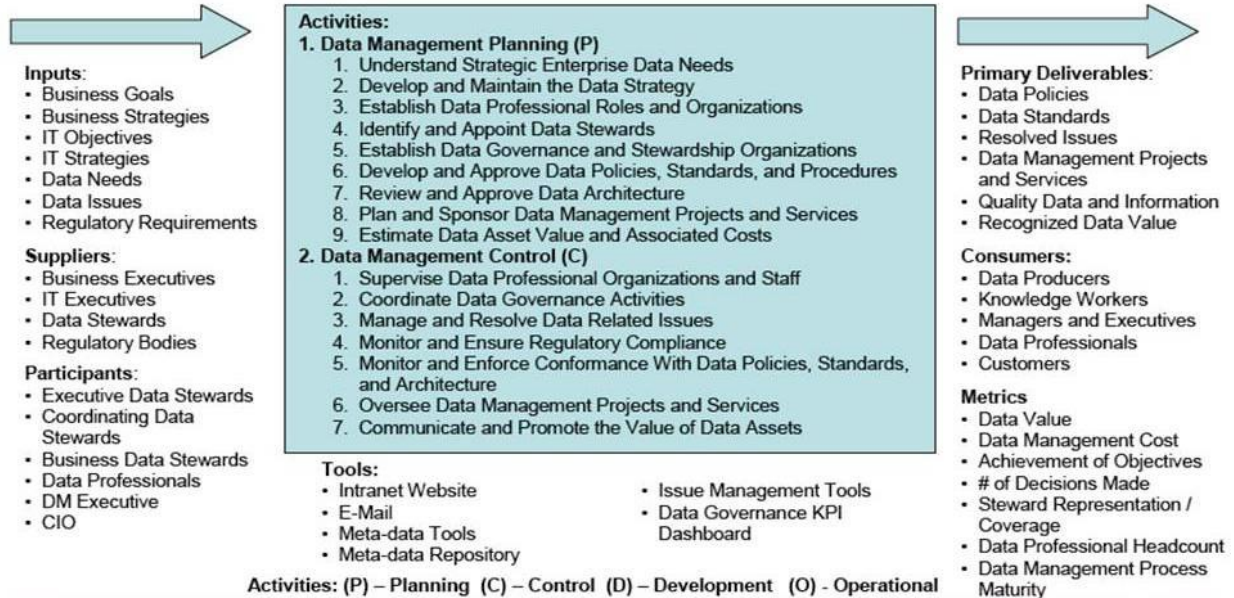 Inputs:
• Business Goals
• Business Strategies
• IT Objectives
• IT Strategies
• Data Needs
• Data Issues
• Regulatory Requirements
Suppliers:
• Business Executives
• IT Executives
• Data Stewards
• Regulatory Bodies
Participants:
• Executive Data Stewards
• Coordinating Data
Stewards
• Business Data Stewards
• Data Professionals
• DM Executive
• CIO
Activities:
1. Data Management Planning (P)
1. Understand Strategic Enterprise Data Needs
2. Develop and Maintain the Data Strategy
3. Establish Data Professional Roles and Organizations
4. Identify and Appoint Data Stewards
5. Establish Data Governance and Stewardship Organizations
6. Develop and Approve Data Policies, Standards, and Procedures
7. Review and Approve Data Architecture
8. Plan and Sponsor Data Management Projects and Services
9. Estimate Data Asset Value and Associated Costs
2. Data Management Control (C)
1. Supervise Data Professional Organizations and Staff
2. Coordinate Data Governance Activities
3. Manage and Resolve Data Related Issues
4. Monitor and Ensure Regulatory Compliance
5. Monitor and Enforce Conformance With Data Policies, Standards,
and Architecture
6. Oversee Data Management Projects and Services
7. Communicate and Promote the Value of Data Assets
Tools:
• Intranet Website
• E-Mail
• Meta-data Tools
• Meta-data Repository
• Issue Management Tools
• Data Governance KPI
Dashboard
Primary Deliverables:
• Data Policies
• Data Standards
• Resolved Issues
• Data Management Projects
and Services
• Quality Data and Information
• Recognized Data Value
Consumers:
• Data Producers
• Knowledge Workers
• Managers and Executives
• Data Professionals
• Customers
Metrics
• Data Value
• Data Management Cost
• Achievement of Objectives
• # of Decisions Made
• Steward Representation /
Coverage
• Data Professional Headcount
• Data Management Process
Maturity
Activities: (P) – Planning (C) – Control (D) – Development (O) - Operational